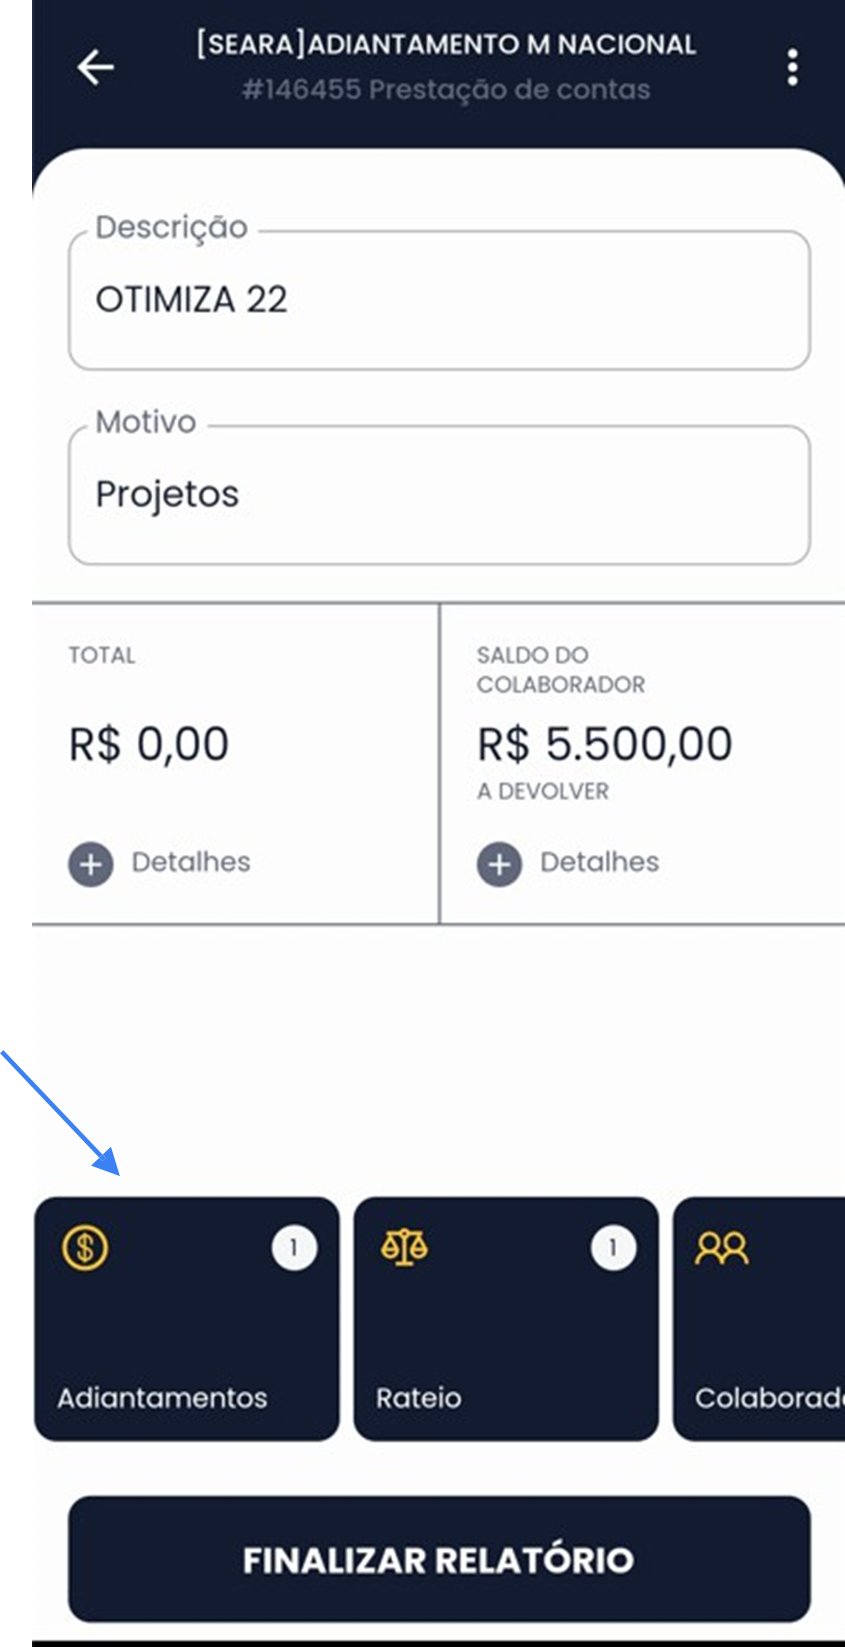 [SEARA]ADIANTAMENTO M NACIONAL
#146455 Prestação de contas
Descrição
OTIMIZA 22
Motivo
Projetos
TOTAL
R$ 0,00
Detalhes
SALDO DO
COLABORADOR
R$ 5.500,00
A DEVOLVER
Detalhes
1
Adiantamentos
1
Rateio
Colaborad
FINALIZAR RELATÓRIO